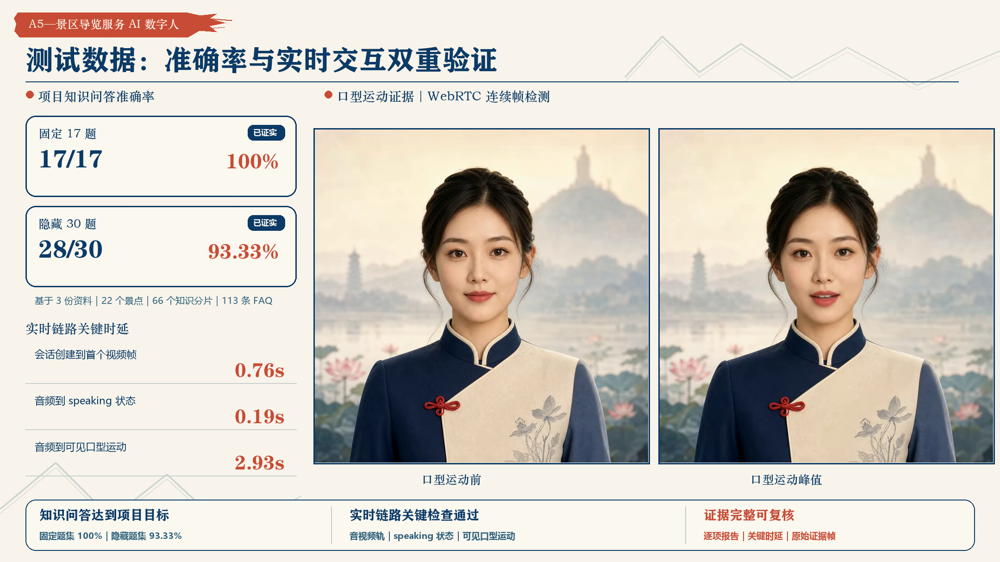 A5—景区导览服务 AI 数字人
测试数据：准确率与实时交互双重验证
项目知识问答准确率
固定 17 题
已证实
17/17
100%
隐藏 30 题
已证实
28/30
93.33%
基于 3 份资料｜22 个景点｜66 个知识分片｜113 条 FAQ
实时链路关键时延
会话创建到首个视频帧
0.76s
音频到 speaking 状态
0.19s
音频到可见口型运动
2.93s
口型运动证据｜WebRTC 连续帧检测
口型运动前
口型运动峰值
知识问答达到项目目标
固定题集 100%｜隐藏题集 93.33%
实时链路关键检查通过
音视频轨｜speaking 状态｜可见口型运动
证据完整可复核
逐项报告｜关键时延｜原始证据帧